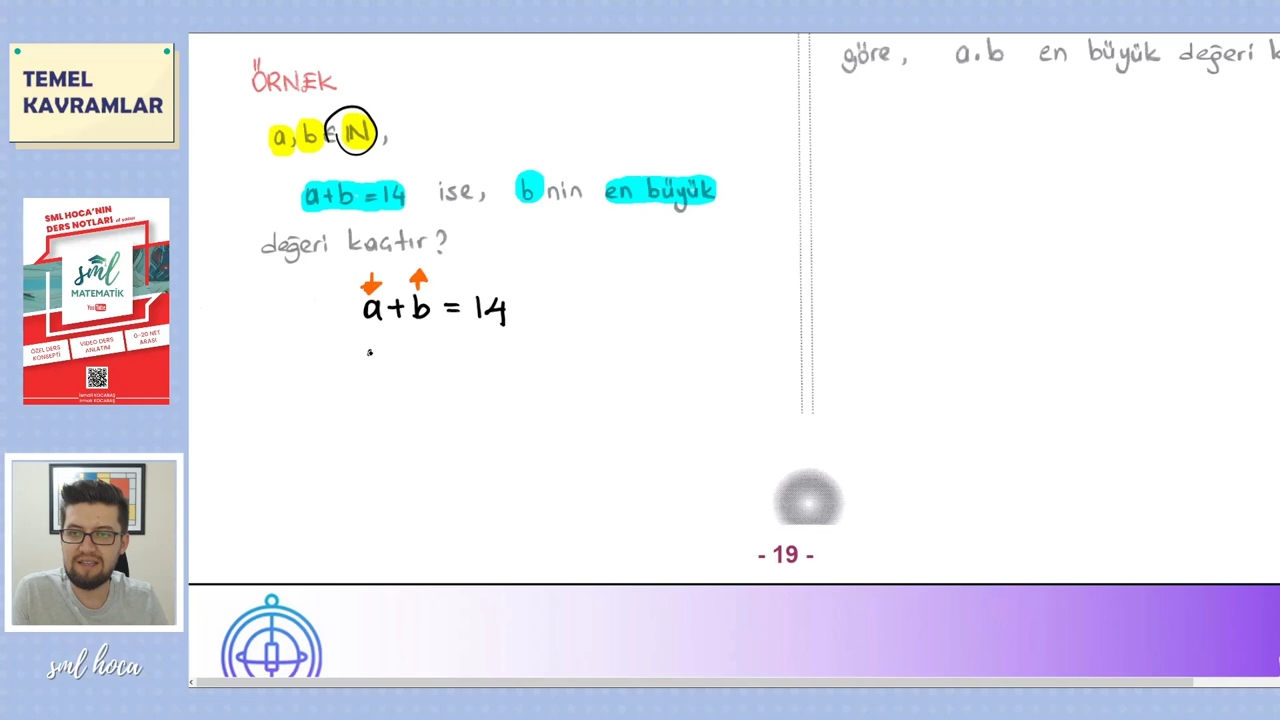 TEMEL
KAVRAMLAR
SML HOCA'NIN
DERS NOTLARI
sml
MATEMATİK
ÖZEL DERS
KONSEPTİ
VİDEO DERS
ANLATIM
0-20 NET
ARASI
sml hoca
ÖRNEK
a, b ∈ IN,
a+b=14 ise, b nin en büyük
değeri kaçtır?
a+b = 14
göre, a.b en büyük değeri k
- 19 -